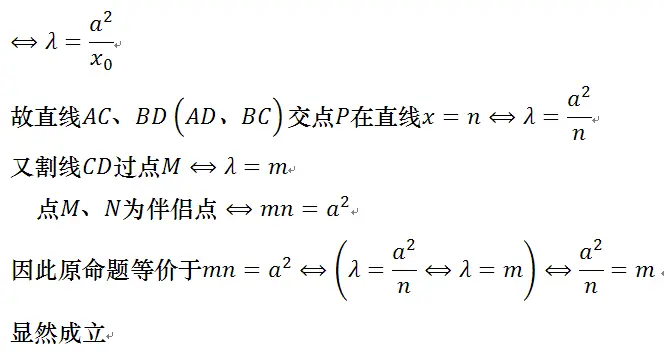 ⇔ λ = a²/x₀
故直线AC、BD(AD、BC)交点P在直线x = n ⇔ λ = a²/n
又割线CD过点M ⇔ λ = m
点M、N为伴侣点 ⇔ mn = a²
因此原命题等价于mn = a² ⇔ (λ = a²/n ⇔ λ = m) ⇔ a²/n = m
显然成立